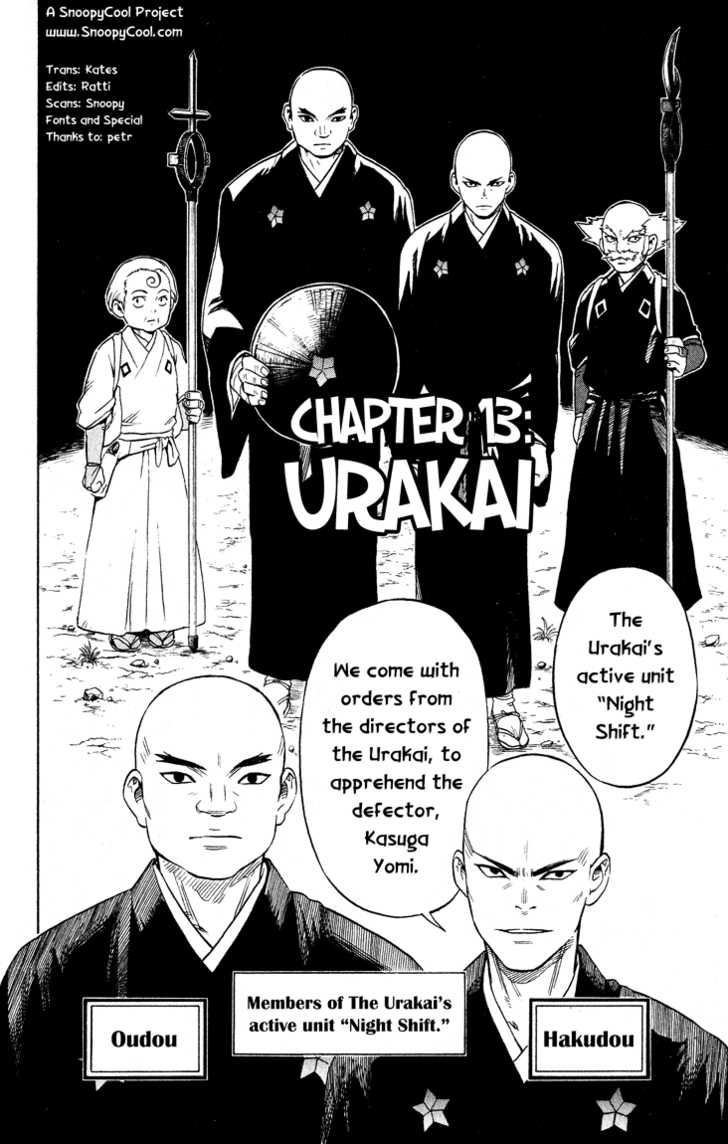 A SnoopyCool Project
www.SnoopyCool.com
Trans: Kates
Edits: Ratti
Scans: Snoopy
Fonts and Special
Thanks to: petr
CHAPTER 13:
URAKAI
The
Urakai's
active unit
"Night
Shift."
We come with
orders from
the directors of
the Urakai, to
apprehend the
defector,
Kasuga
Yomi.
Members of The Urakai's
active unit "Night Shift."
Oudou
Hakudou